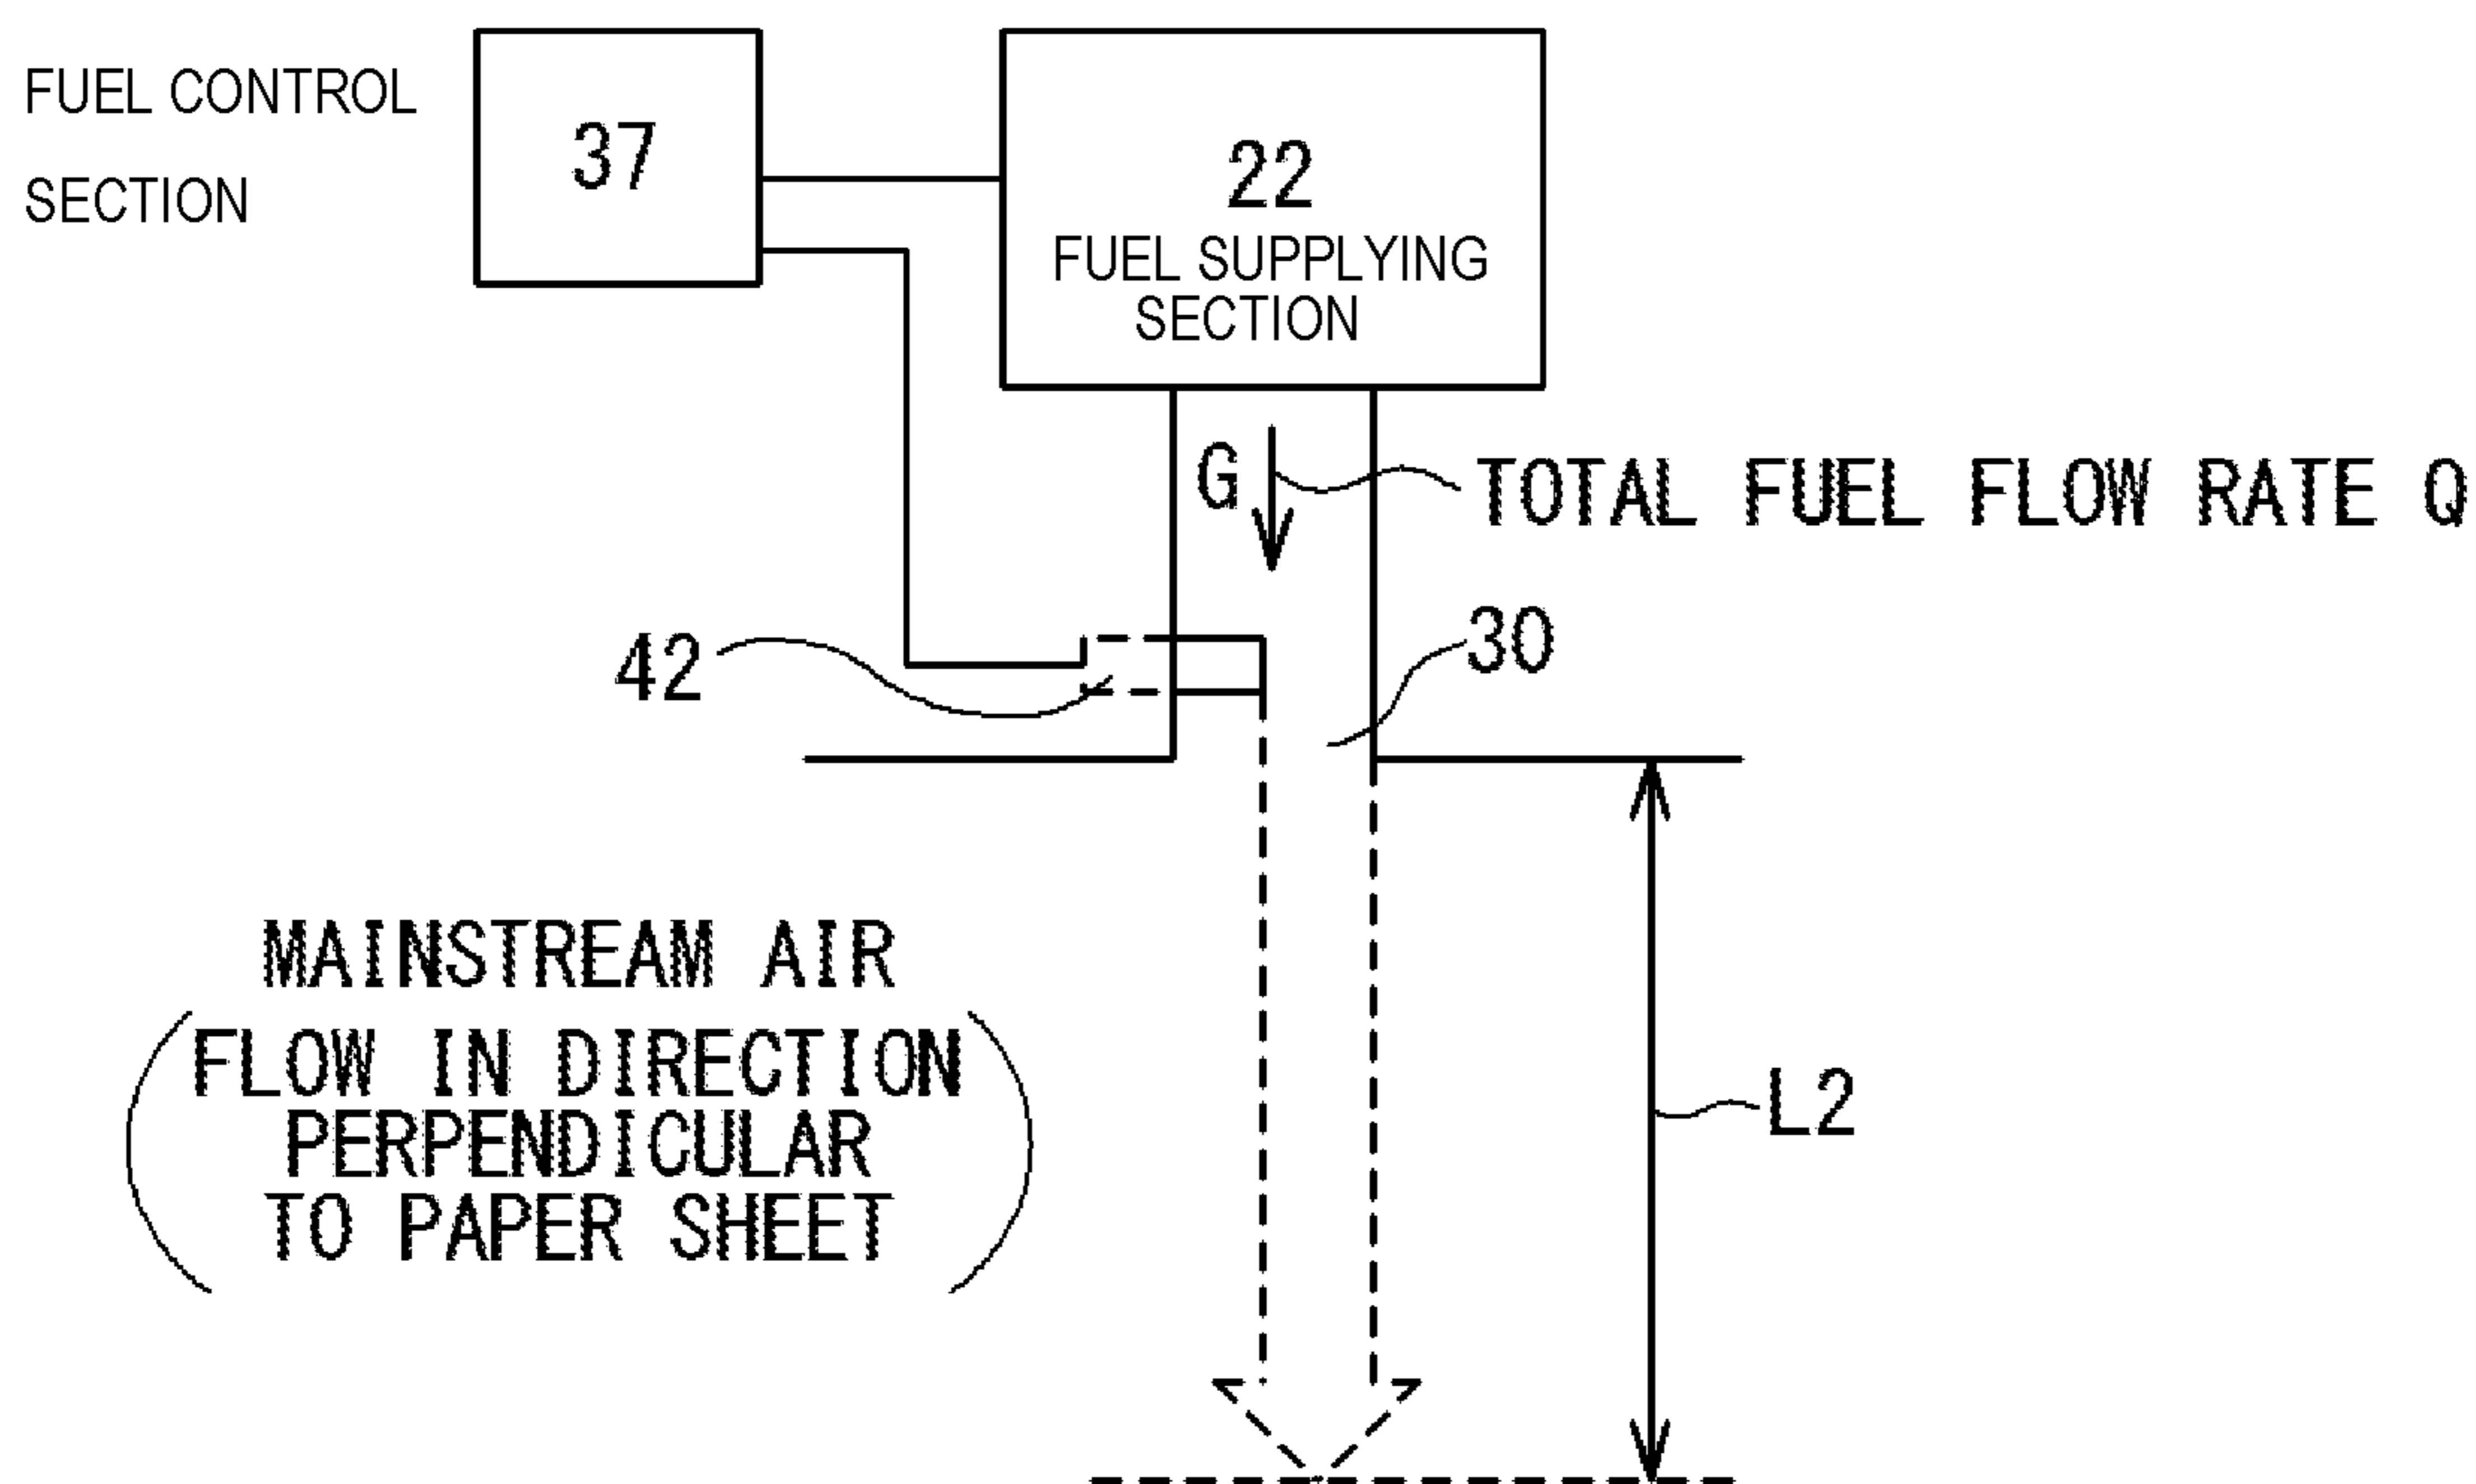 FUEL CONTROL
SECTION
37
22
FUEL SUPPLYING
SECTION
G
TOTAL FUEL FLOW RATE Q
42
30
MAINSTREAM AIR
(FLOW IN DIRECTION
PERPENDICULAR
TO PAPER SHEET)
L2